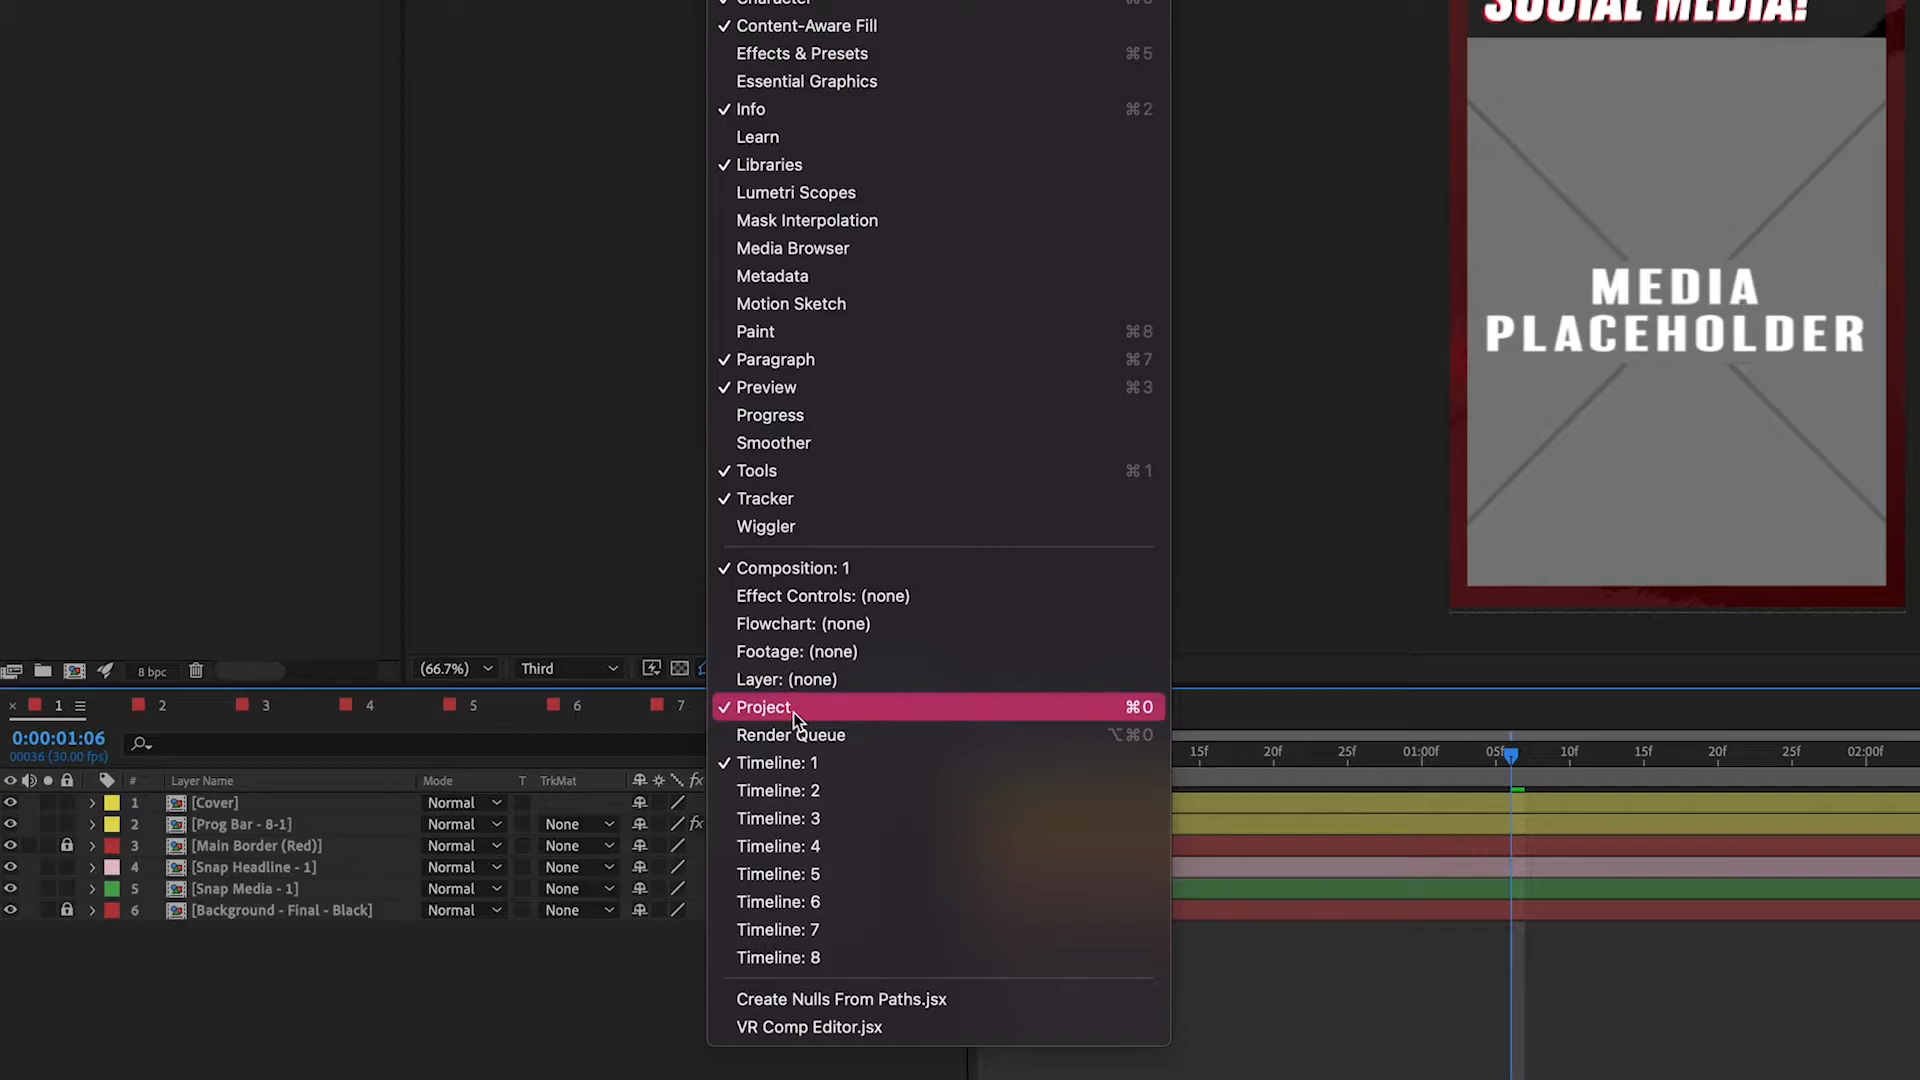 Character ⌘6
✓ Content-Aware Fill
Effects & Presets ⌘5
Essential Graphics
✓ Info ⌘2
Learn
✓ Libraries
Lumetri Scopes
Mask Interpolation
Media Browser
Metadata
Motion Sketch
Paint ⌘8
✓ Paragraph ⌘7
✓ Preview ⌘3
Progress
Smoother
✓ Tools ⌘1
✓ Tracker
Wiggler
✓ Composition: 1
Effect Controls: (none)
Flowchart: (none)
Footage: (none)
Layer: (none)
✓ Project ⌘0
Render Queue ⌥⌘0
✓ Timeline: 1
Timeline: 2
Timeline: 3
Timeline: 4
Timeline: 5
Timeline: 6
Timeline: 7
Timeline: 8
Create Nulls From Paths.jsx
VR Comp Editor.jsx
SOCIAL MEDIA!
MEDIA
PLACEHOLDER
8 bpc
(66.7%) Third
1 2 3 4 5 6 7
0:00:01:06
00036 (30.00 fps)
# Layer Name Mode T TrkMat fx
1 [Cover] Normal
2 [Prog Bar - 8-1] Normal None fx
3 [Main Border (Red)] Normal None
4 [Snap Headline - 1] Normal None
5 [Snap Media - 1] Normal None
6 [Background - Final - Black] Normal None
15f 20f 25f 01:00f 05f 10f 15f 20f 25f 02:00f